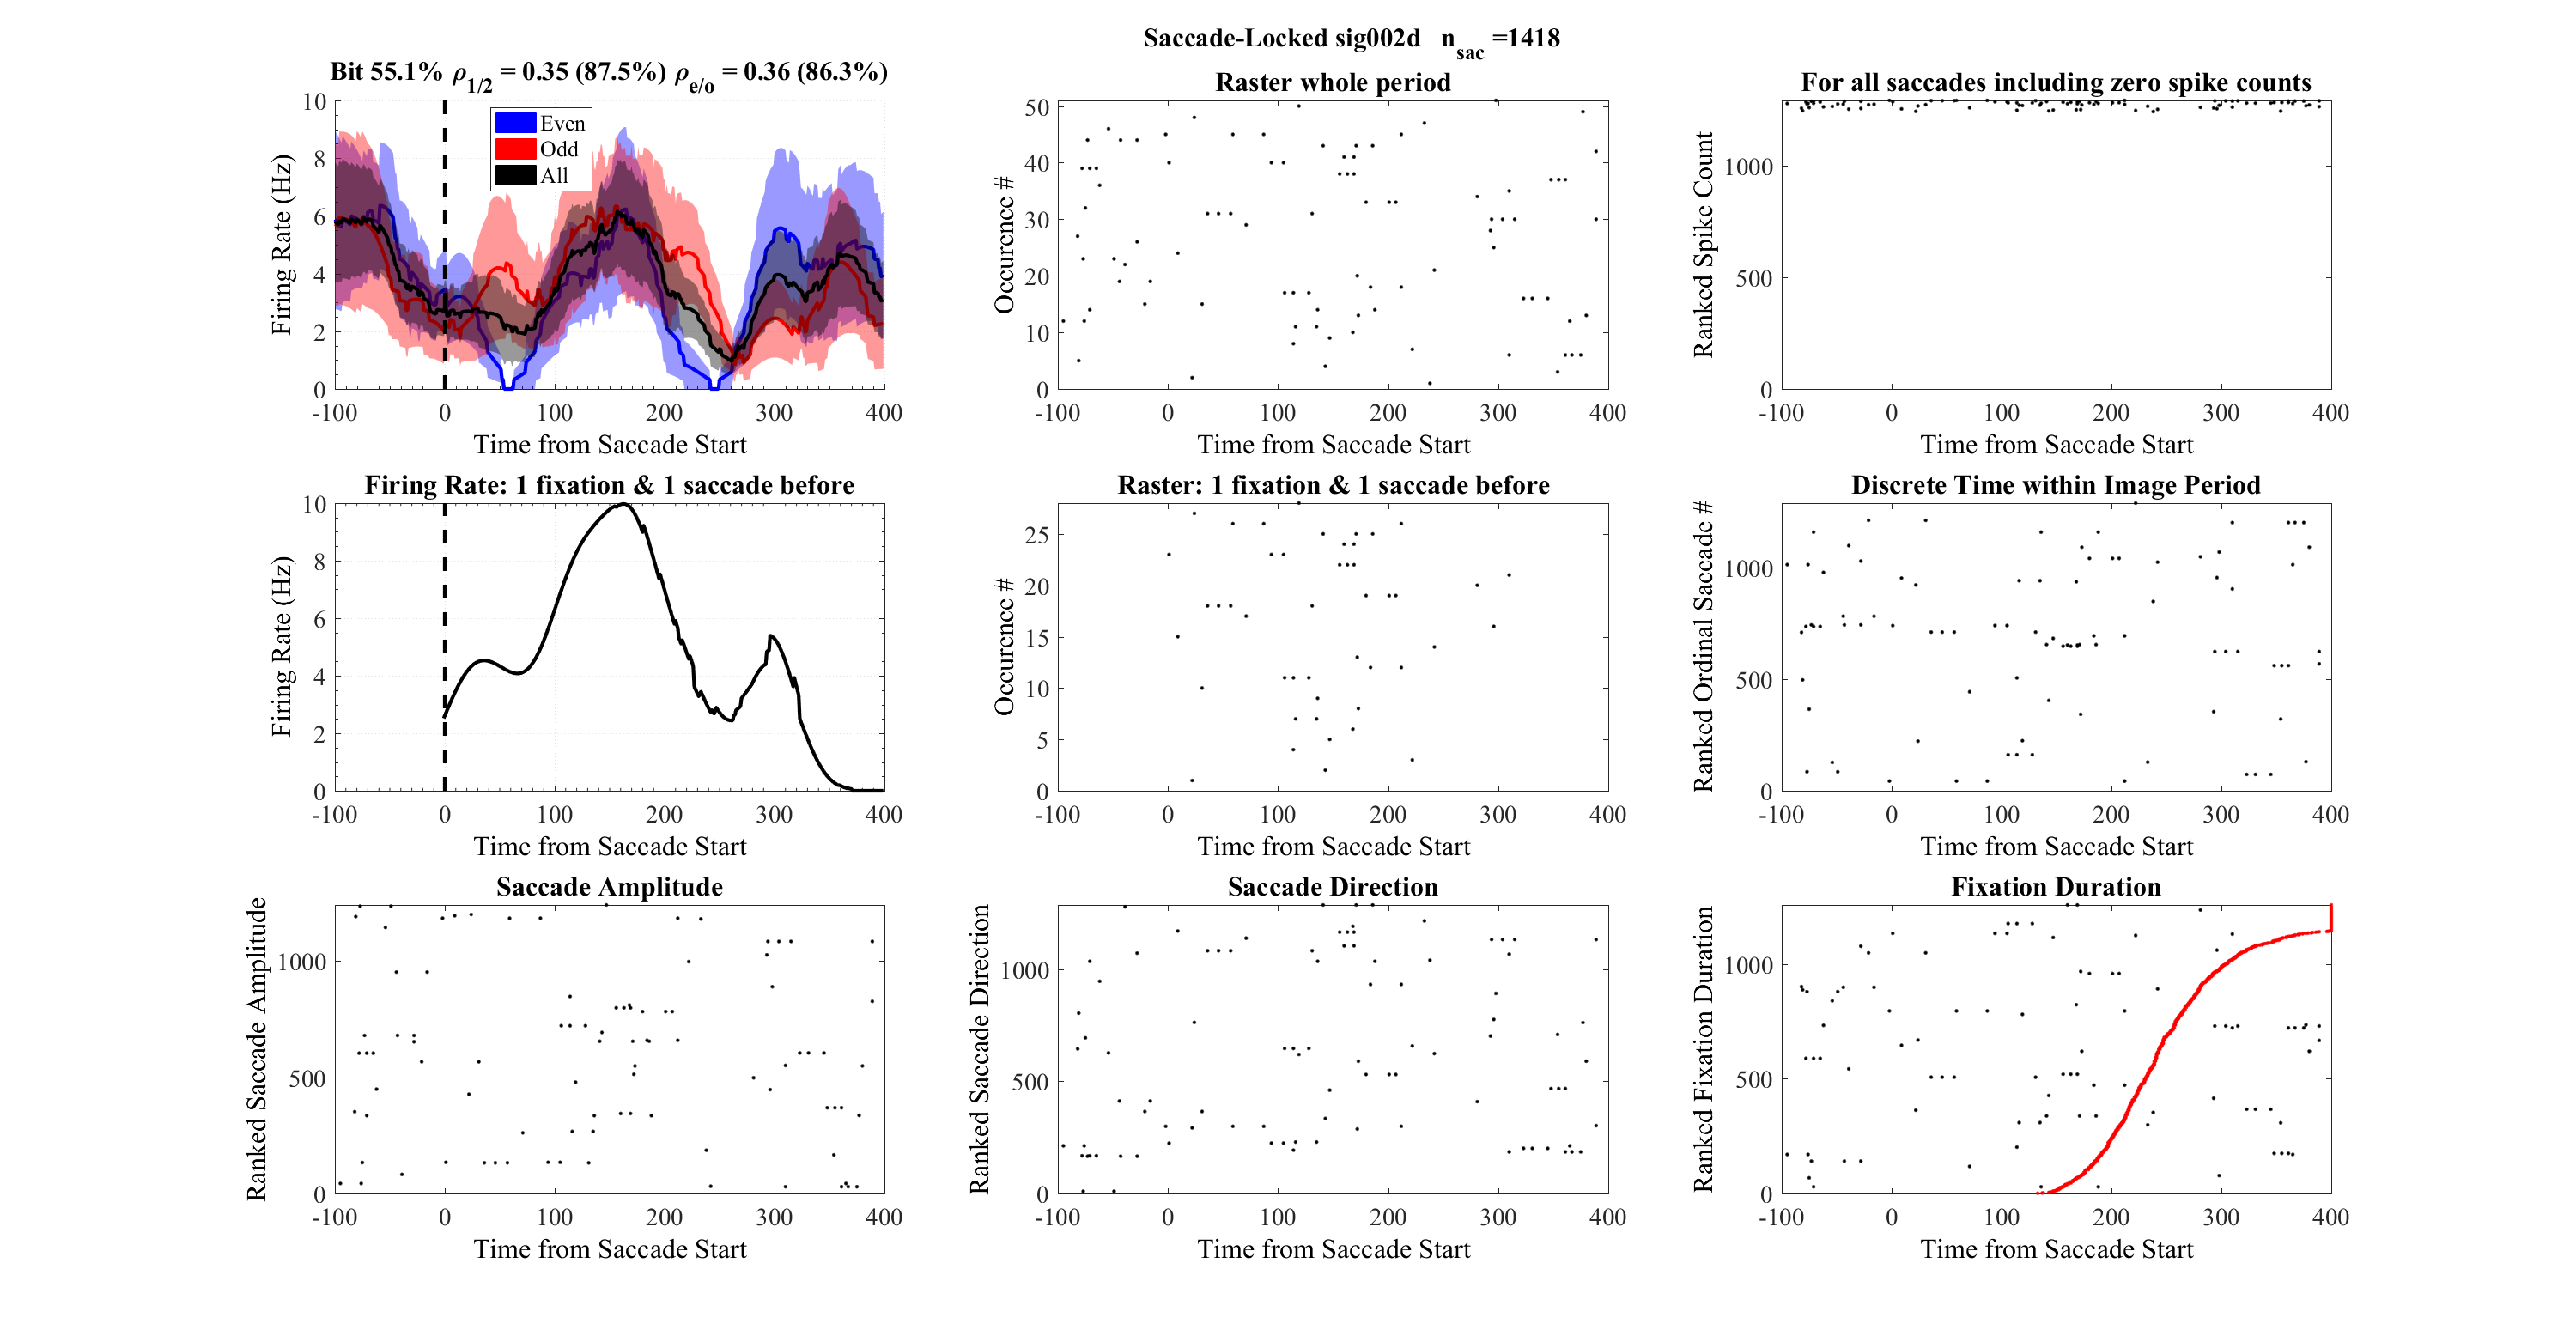 Saccade-Locked sig002d n_sac =1418
Bit 55.1% ρ_1/2 = 0.35 (87.5%) ρ_e/o = 0.36 (86.3%)
Firing Rate (Hz)
10
8
6
4
2
0
Even
Odd
All
-100 0 100 200 300 400
Time from Saccade Start
Raster whole period
Occurence #
50
40
30
20
10
0
-100 0 100 200 300 400
Time from Saccade Start
For all saccades including zero spike counts
Ranked Spike Count
1000
500
0
-100 0 100 200 300 400
Time from Saccade Start
Firing Rate: 1 fixation & 1 saccade before
Firing Rate (Hz)
10
8
6
4
2
0
-100 0 100 200 300 400
Time from Saccade Start
Raster: 1 fixation & 1 saccade before
Occurence #
25
20
15
10
5
0
-100 0 100 200 300 400
Time from Saccade Start
Discrete Time within Image Period
Ranked Ordinal Saccade #
1000
500
0
-100 0 100 200 300 400
Time from Saccade Start
Saccade Amplitude
Ranked Saccade Amplitude
1000
500
0
-100 0 100 200 300 400
Time from Saccade Start
Saccade Direction
Ranked Saccade Direction
1000
500
0
-100 0 100 200 300 400
Time from Saccade Start
Fixation Duration
Ranked Fixation Duration
1000
500
0
-100 0 100 200 300 400
Time from Saccade Start